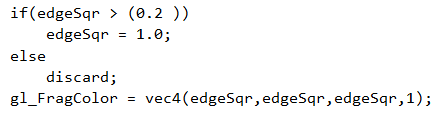 if(edgeSqr > (0.2 ))
    edgeSqr = 1.0;
else
    discard;
gl_FragColor = vec4(edgeSqr,edgeSqr,edgeSqr,1);